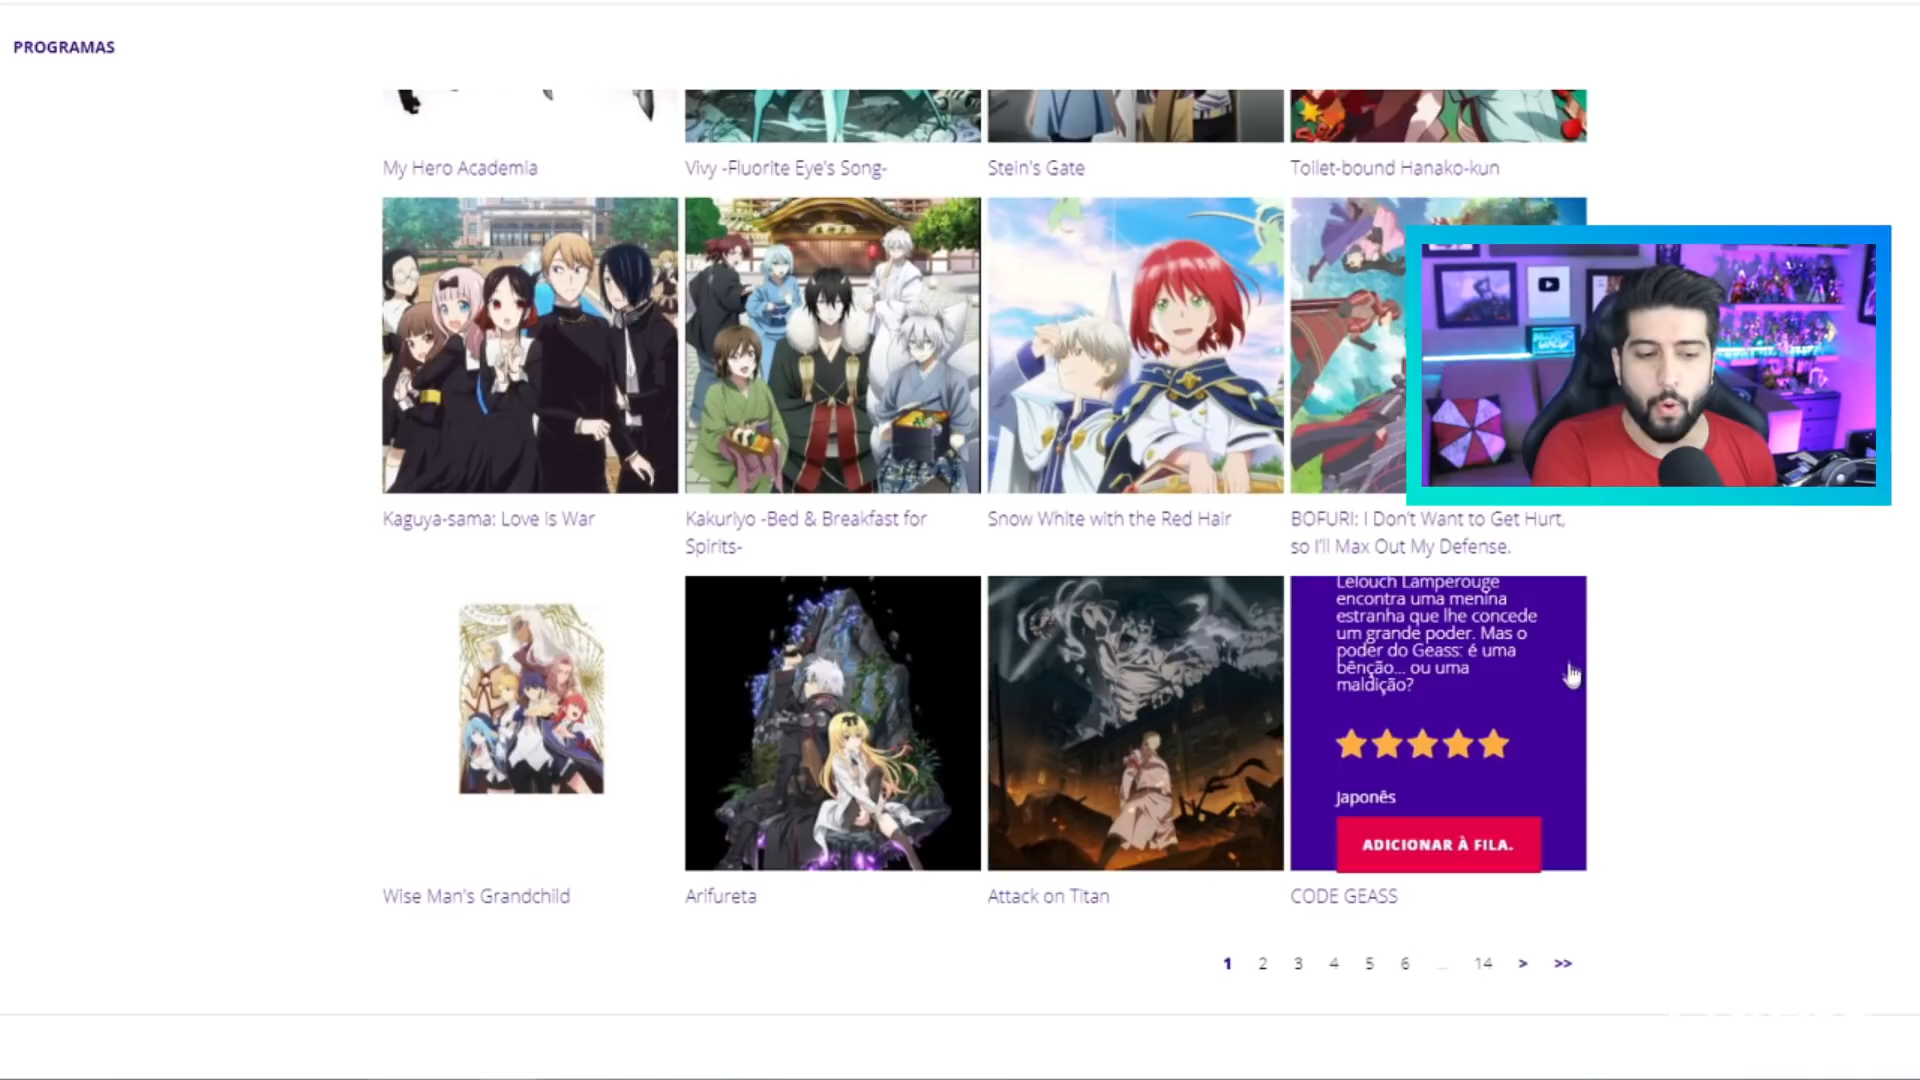 PROGRAMAS
My Hero Academia
Vivy -Fluorite Eye's Song-
Stein's Gate
Toilet-bound Hanako-kun
Kaguya-sama: Love Is War
Kakuriyo -Bed & Breakfast for
Spirits-
Snow White with the Red Hair
BOFURI: I Don't Want to Get Hurt,
so I'll Max Out My Defense.
Lelouch Lamperouge
encontra uma menina
estranha que lhe concede
um grande poder. Mas o
poder do Geass: é uma
bênção... ou uma
maldição?
Japonês
ADICIONAR À FILA.
Wise Man's Grandchild
Arifureta
Attack on Titan
CODE GEASS
1 2 3 4 5 6 ... 14 > >>